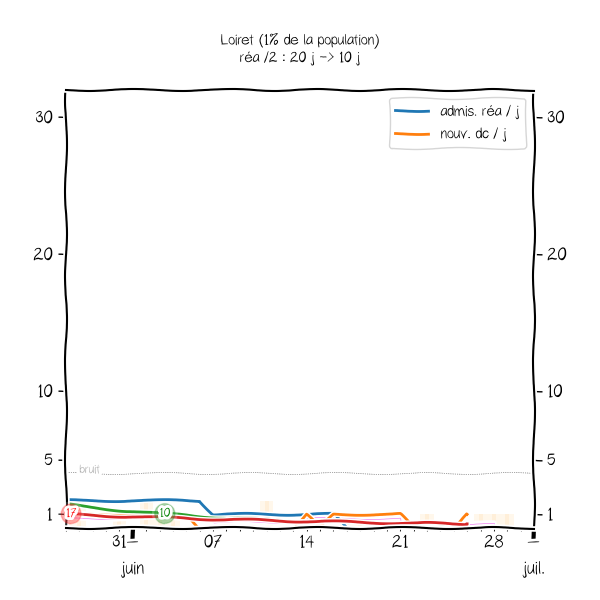 Loiret (1% de la population)
réa /2 : 20 j -> 10 j
admis. réa / j
nouv. dc / j
30
30
20
20
10
10
5
5
bruit
1
17
10
1
31
07
14
21
28
juin
juil.